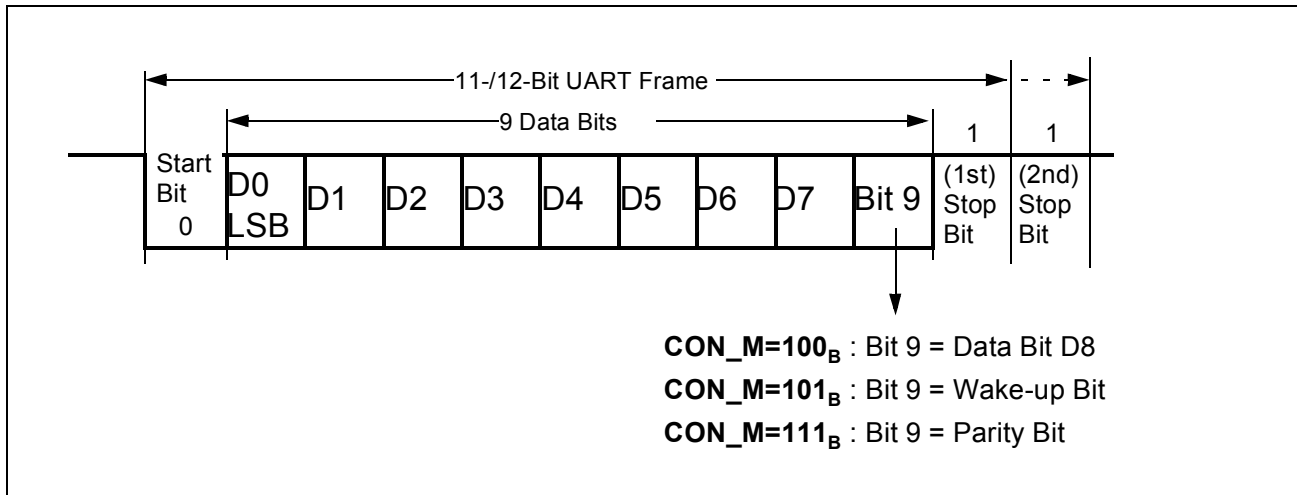 11-/12-Bit UART Frame
9 Data Bits
1 1
Start Bit 0
D0 LSB
D1 D2 D3 D4 D5 D6 D7 Bit 9
(1st) Stop Bit
(2nd) Stop Bit
CON_M=100B : Bit 9 = Data Bit D8
CON_M=101B : Bit 9 = Wake-up Bit
CON_M=111B : Bit 9 = Parity Bit